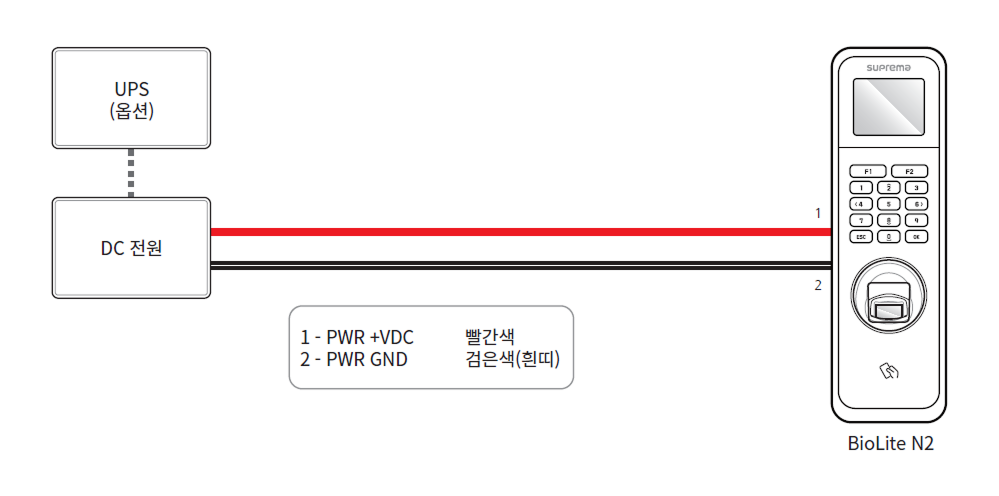 UPS
(옵션)
DC 전원
1
2
1 - PWR +VDC 빨간색
2 - PWR GND 검은색(흰띠)
suprema
F1 F2
1 2 3
‹4 5 6›
7 8 9
ESC 0 OK
BioLite N2